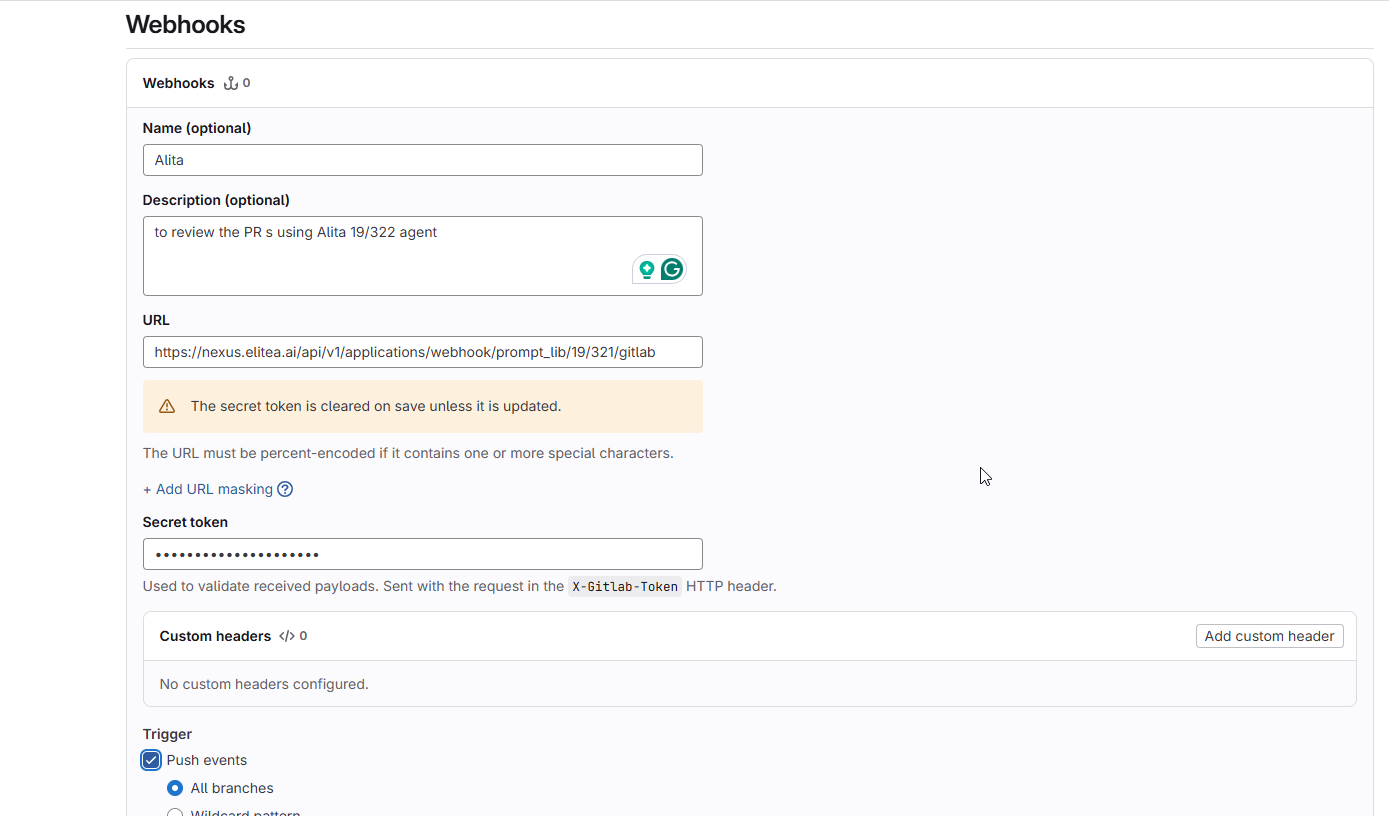 Webhooks
Webhooks 0
Name (optional)
Alita
Description (optional)
to review the PR s using Alita 19/322 agent
URL
https://nexus.elitea.ai/api/v1/applications/webhook/prompt_lib/19/321/gitlab
The secret token is cleared on save unless it is updated.
The URL must be percent-encoded if it contains one or more special characters.
+ Add URL masking
Secret token
•••••••••••••••••••••
Used to validate received payloads. Sent with the request in the X-Gitlab-Token HTTP header.
Custom headers </> 0 Add custom header
No custom headers configured.
Trigger
Push events
All branches
Wildcard pattern